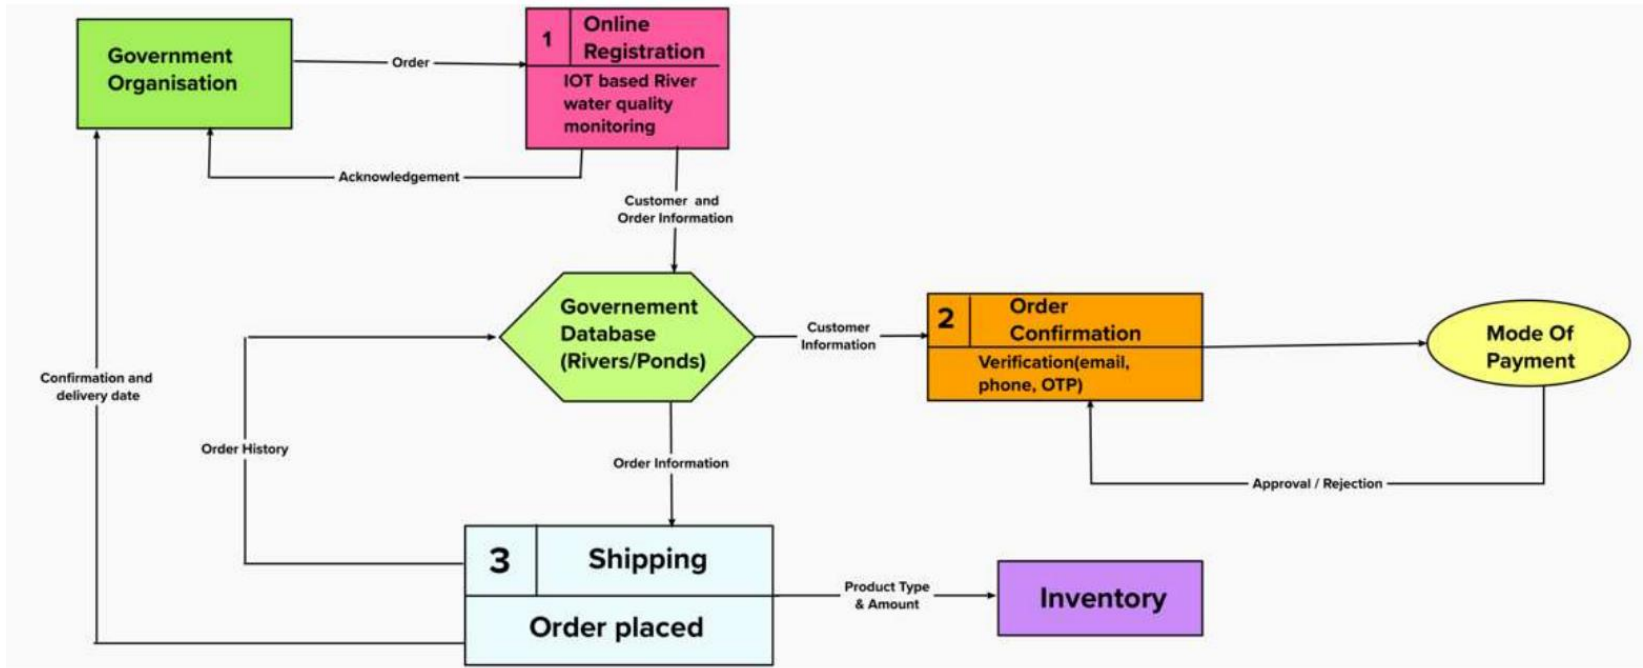 Government
Organisation
Order
1
Online
Registration
IOT based River
water quality
monitoring
Acknowledgement
Customer and
Order Information
Governement
Database
(Rivers/Ponds)
Customer
Information
2
Order
Confirmation
Verification(email,
phone, OTP)
Mode Of
Payment
Confirmation and
delivery date
Order History
Order Information
Approval / Rejection
3
Shipping
Order placed
Product Type
& Amount
Inventory